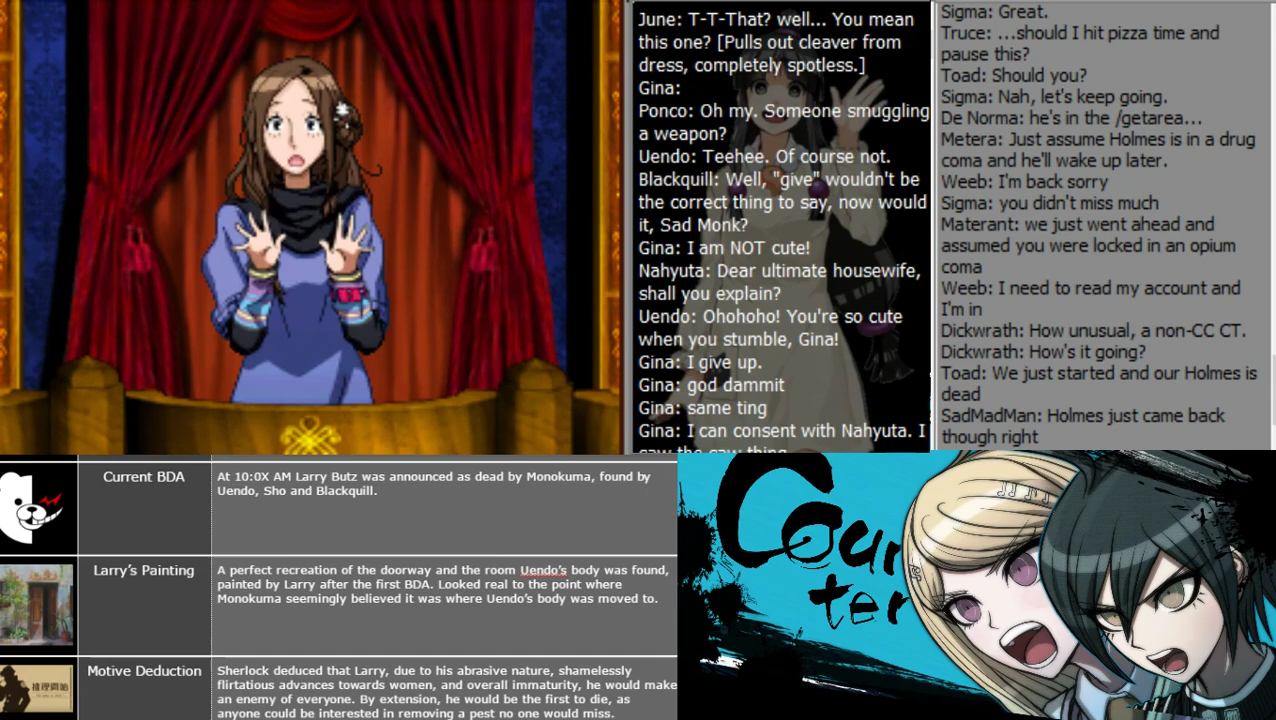 June: T-T-That? well... You mean
this one? [Pulls out cleaver from
dress, completely spotless.]
Gina:
Ponco: Oh my. Someone smuggling
a weapon?
Uendo: Teehee. Of course not.
Blackquill: Well, "give" wouldn't be
the correct thing to say, now would
it, Sad Monk?
Gina: I am NOT cute!
Nahyuta: Dear ultimate housewife,
shall you explain?
Uendo: Ohohoho! You're so cute
when you stumble, Gina!
Gina: I give up.
Gina: god dammit
Gina: same ting
Gina: I can consent with Nahyuta. I
saw the saw thing
Sigma: Great.
Truce: ...should I hit pizza time and
pause this?
Toad: Should you?
Sigma: Nah, let's keep going.
De Norma: he's in the /getarea...
Metera: Just assume Holmes is in a drug
coma and he'll wake up later.
Weeb: I'm back sorry
Sigma: you didn't miss much
Materant: we just went ahead and
assumed you were locked in an opium
coma
Weeb: I need to read my account and
I'm in
Dickwrath: How unusual, a non-CC CT.
Dickwrath: How's it going?
Toad: We just started and our Holmes is
dead
SadMadMan: Holmes just came back
though right
Current BDA
At 10:0X AM Larry Butz was announced as dead by Monokuma, found by
Uendo, Sho and Blackquill.
Larry's Painting
A perfect recreation of the doorway and the room Uendo's body was found,
painted by Larry after the first BDA. Looked real to the point where
Monokuma seemingly believed it was where Uendo's body was moved to.
Motive Deduction
Sherlock deduced that Larry, due to his abrasive nature, shamelessly
flirtatious advances towards women, and overall immaturity, he would make
an enemy of everyone. By extension, he would be the first to die, as
anyone could be interested in removing a pest no one would miss.
推理開始
Coun
ter